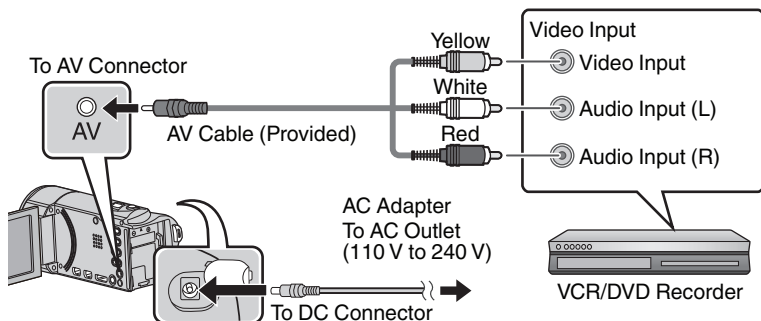 Yellow
Video Input
To AV Connector
Video Input
White
Audio Input (L)
AV
AV Cable (Provided)
Red
Audio Input (R)
AC Adapter
To AC Outlet
(110 V to 240 V)
To DC Connector
VCR/DVD Recorder